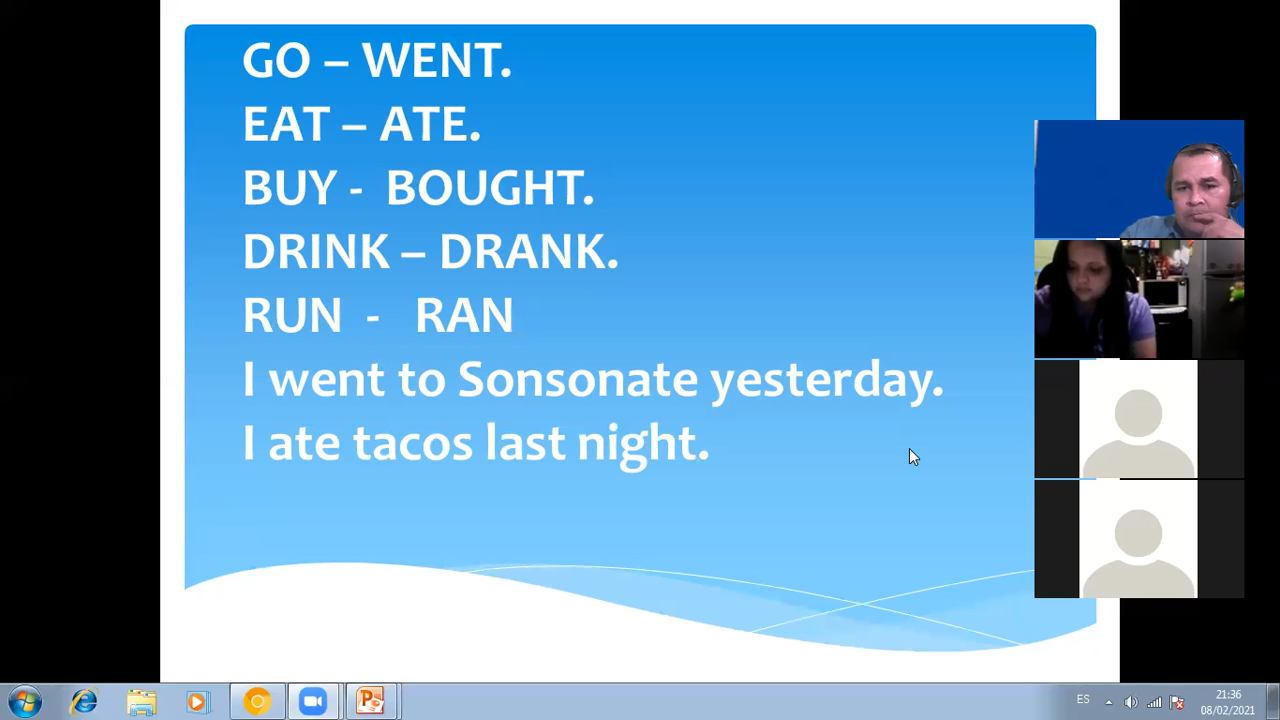 GO – WENT.
EAT – ATE.
BUY - BOUGHT.
DRINK – DRANK.
RUN - RAN
I went to Sonsonate yesterday.
I ate tacos last night.
ES
21:36
08/02/2021